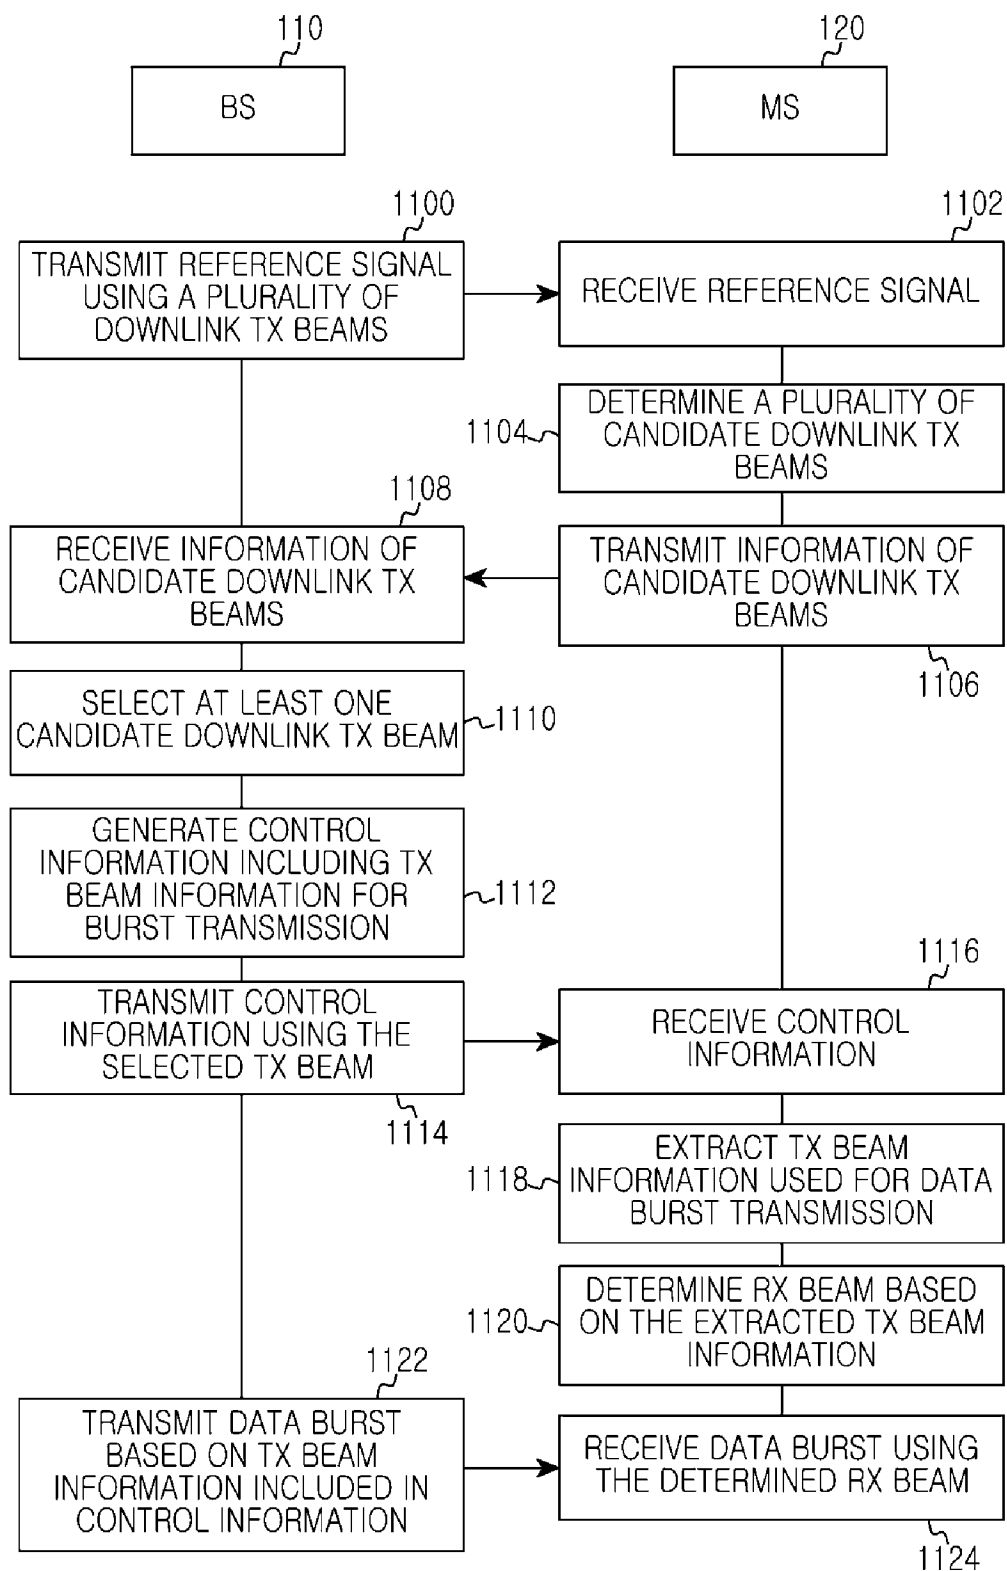 110
120
BS
MS
1100
1102
TRANSMIT REFERENCE SIGNAL
USING A PLURALITY OF
DOWNLINK TX BEAMS
RECEIVE REFERENCE SIGNAL
1104
DETERMINE A PLURALITY OF
CANDIDATE DOWNLINK TX
BEAMS
1108
RECEIVE INFORMATION OF
CANDIDATE DOWNLINK TX
BEAMS
TRANSMIT INFORMATION OF
CANDIDATE DOWNLINK TX
BEAMS
1106
SELECT AT LEAST ONE
CANDIDATE DOWNLINK TX BEAM
1110
GENERATE CONTROL
INFORMATION INCLUDING TX
BEAM INFORMATION FOR
BURST TRANSMISSION
1112
1116
TRANSMIT CONTROL
INFORMATION USING THE
SELECTED TX BEAM
RECEIVE CONTROL
INFORMATION
1114
1118
EXTRACT TX BEAM
INFORMATION USED FOR DATA
BURST TRANSMISSION
1120
DETERMINE RX BEAM BASED
ON THE EXTRACTED TX BEAM
INFORMATION
1122
TRANSMIT DATA BURST
BASED ON TX BEAM
INFORMATION INCLUDED IN
CONTROL INFORMATION
RECEIVE DATA BURST USING
THE DETERMINED RX BEAM
1124